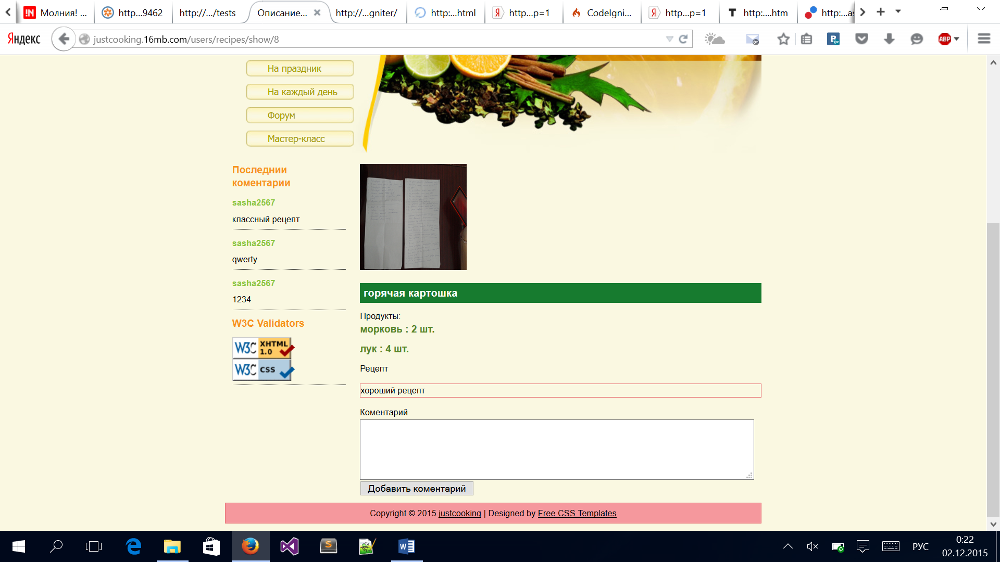 Молния! ...
http...9462
http://.../tests
Описание...
http://...gniter/
http:...html
http...p=1
CodeIgni...
http...p=1
http:....htm
http:...as
Яндекс
justcooking.16mb.com/users/recipes/show/8
ABP
На праздник
На каждый день
Форум
Мастер-класс
Последнии
коментарии
sasha2567
классный рецепт
sasha2567
qwerty
sasha2567
1234
W3C Validators
W3C XHTML 1.0
W3C css
горячая картошка
Продукты:
морковь : 2 шт.
лук : 4 шт.
Рецепт
хороший рецепт
Коментарий
Добавить коментарий
Copyright © 2015 justcooking | Designed by Free CSS Templates
РУС
0:22
02.12.2015